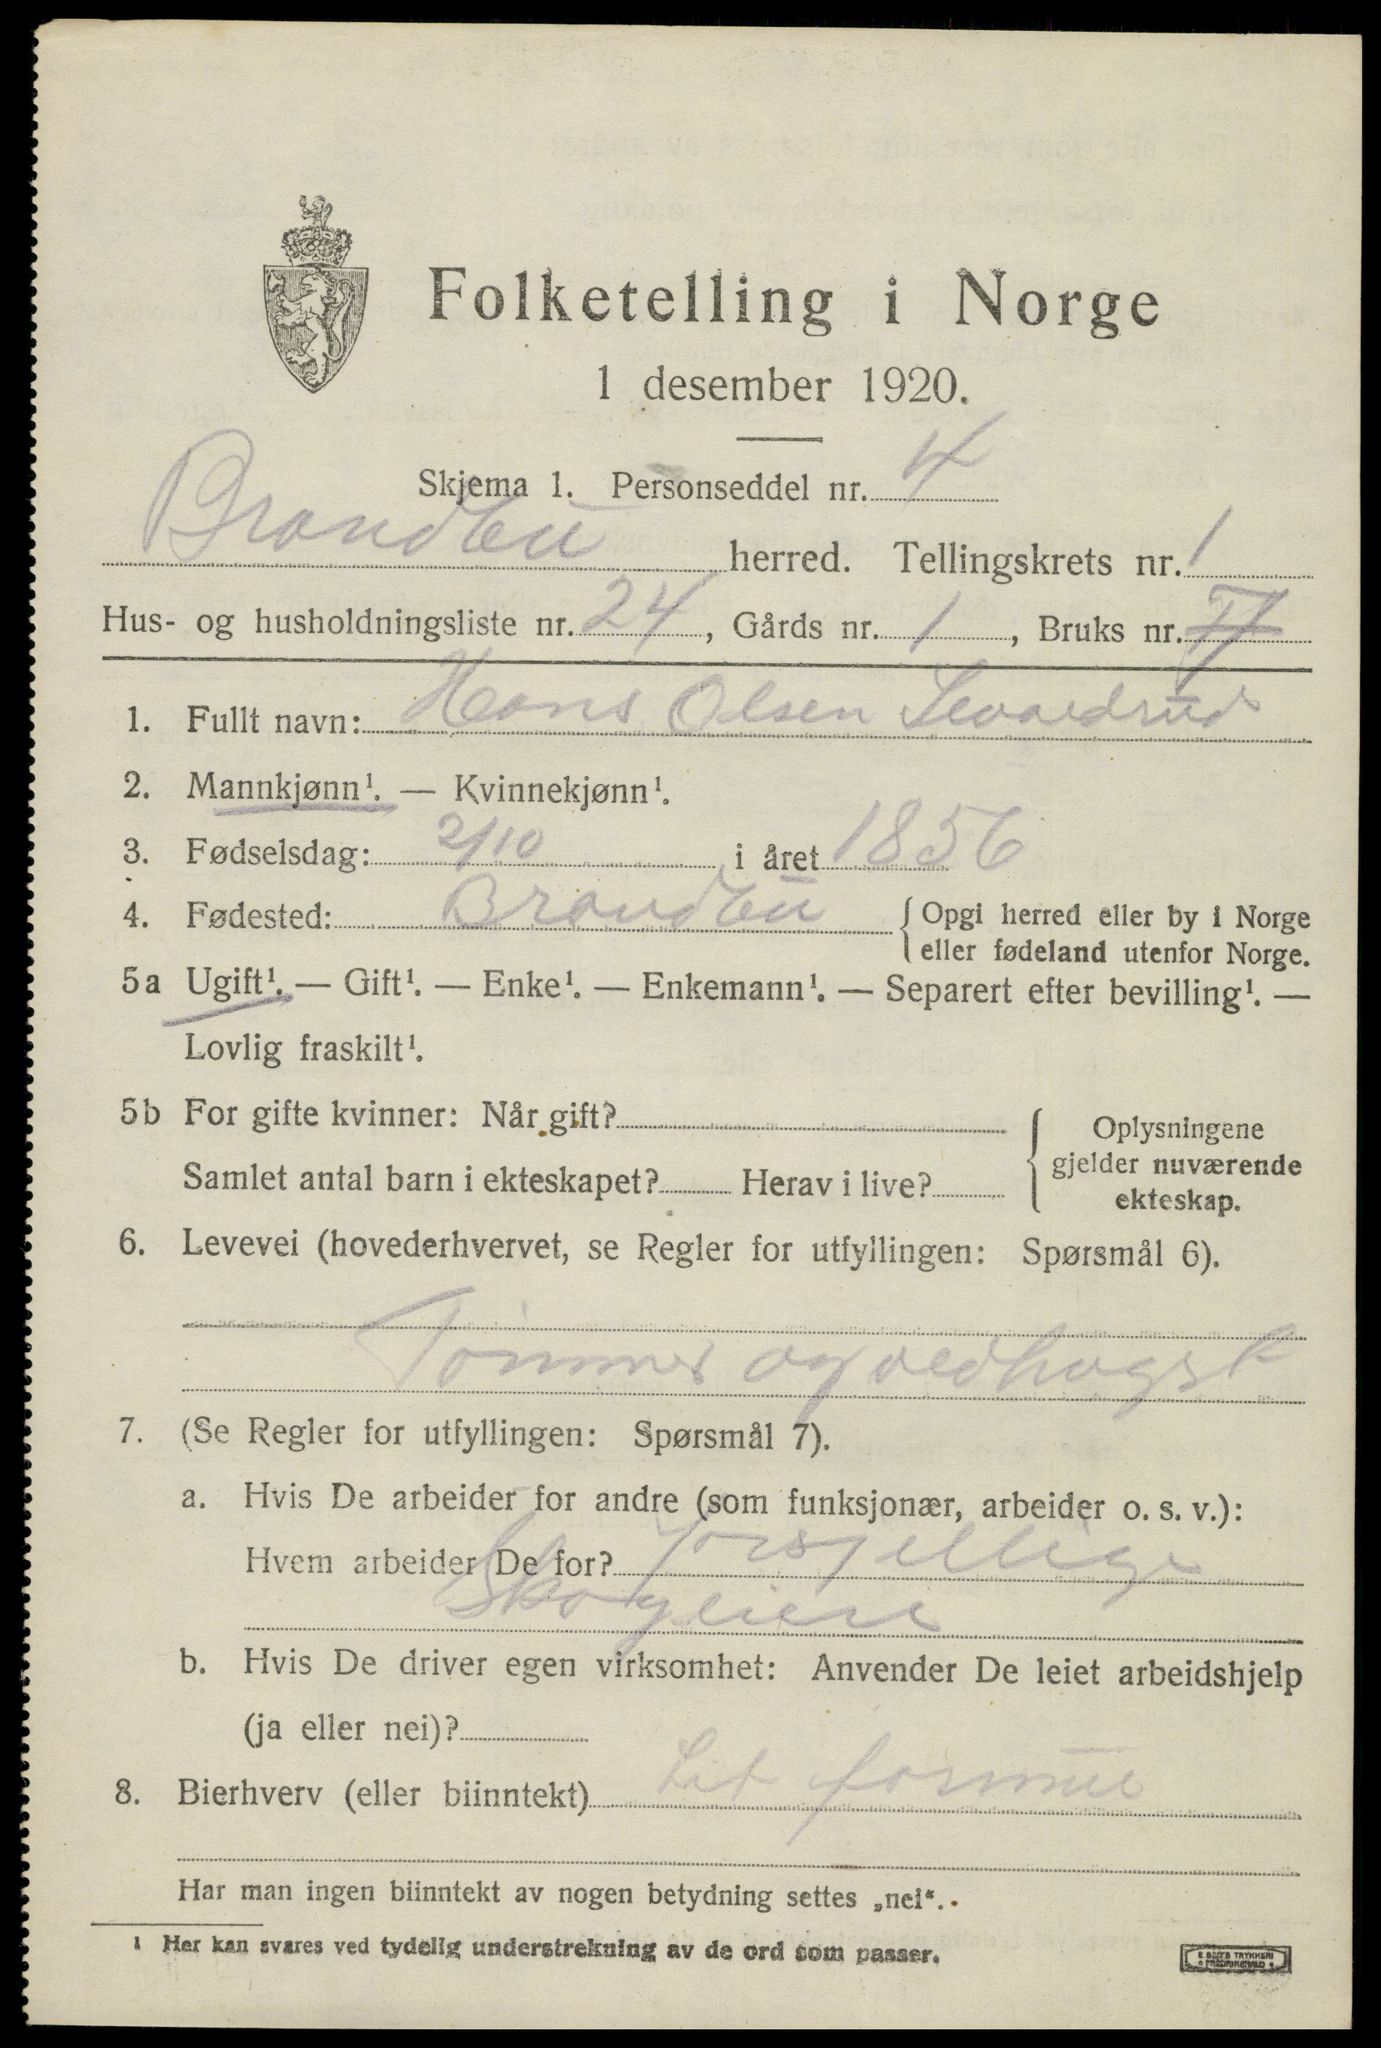 Folketelling i Norge
1 desember 1920.
Skjema 1. Personseddel nr. 4
Brandbu herred. Tellingskrets nr. 1
Hus- og husholdningsliste nr. 24, Gårds nr. 1, Bruks nr.
1. Fullt navn: Hans Olsen
2. Mannkjønn¹. — Kvinnekjønn¹.
3. Fødselsdag: 2/10 i året 1856
4. Fødested: Brandbu {Opgi herred eller by i Norge
eller fødeland utenfor Norge.
5a Ugift¹. — Gift¹. — Enke¹. — Enkemann¹. — Separert efter bevilling¹. —
Lovlig fraskilt¹.
5b For gifte kvinner: Når gift?
Samlet antal barn i ekteskapet? Herav i live?
{ Oplysningene
gjelder nuværende
ekteskap.
6. Levevei (hovederhvervet, se Regler for utfyllingen: Spørsmål 6).
Tömmer og vedhogst
7. (Se Regler for utfyllingen: Spørsmål 7).
a. Hvis De arbeider for andre (som funksjonær, arbeider o. s. v.):
Hvem arbeider De for? forsjellige
Skogeiere
b. Hvis De driver egen virksomhet: Anvender De leiet arbeidshjelp
(ja eller nei)?
8. Bierhverv (eller biinntekt) Lit formue
Har man ingen biinntekt av nogen betydning settes „nei“.
1 Her kan svares ved tydelig understrekning av de ord som passer.